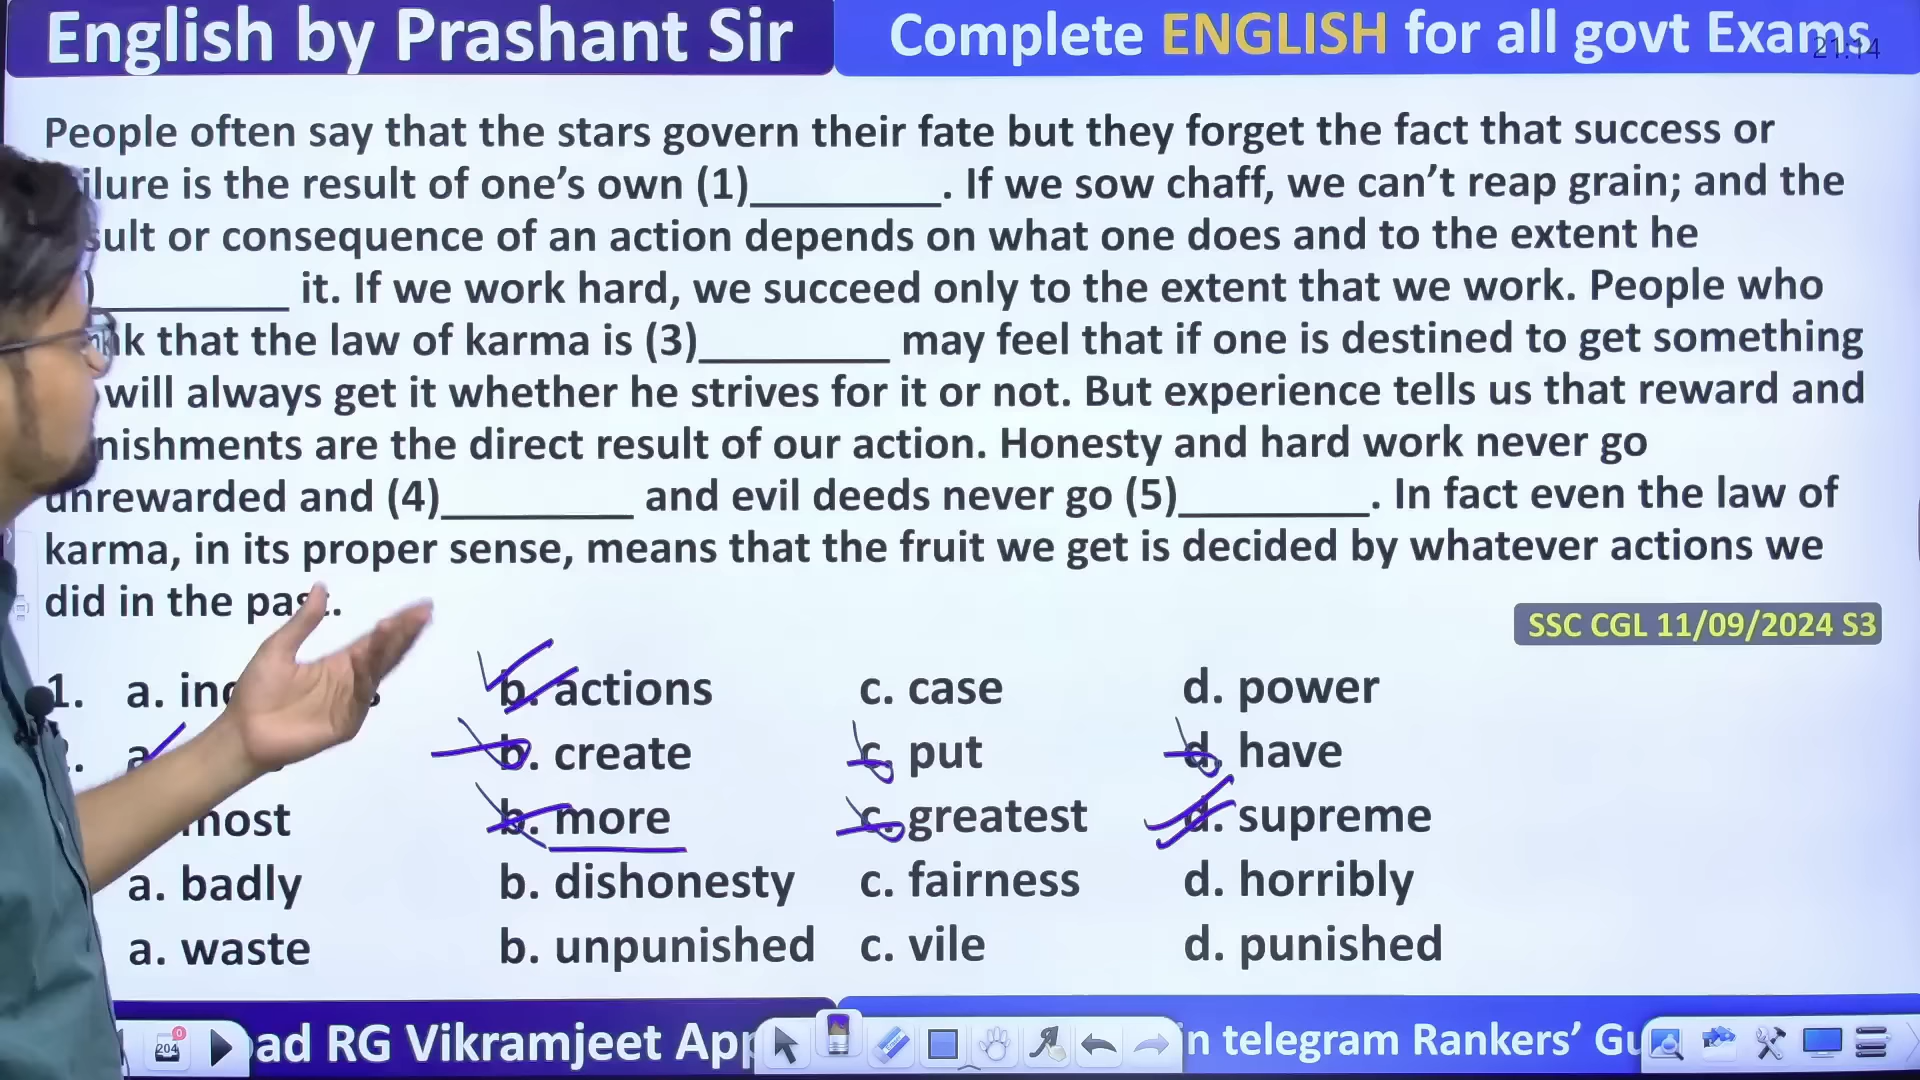 English by Prashant Sir
Complete ENGLISH for all govt Exams
21:14
People often say that the stars govern their fate but they forget the fact that success or
ilure is the result of one's own (1)________. If we sow chaff, we can't reap grain; and the
sult or consequence of an action depends on what one does and to the extent he
)________ it. If we work hard, we succeed only to the extent that we work. People who
k that the law of karma is (3)________ may feel that if one is destined to get something
will always get it whether he strives for it or not. But experience tells us that reward and
nishments are the direct result of our action. Honesty and hard work never go
unrewarded and (4)________ and evil deeds never go (5)________. In fact even the law of
karma, in its proper sense, means that the fruit we get is decided by whatever actions we
did in the past.
SSC CGL 11/09/2024 S3
1. a. b. actions c. case d. power
. a b. create c. put d. have
most b. more c. greatest d. supreme
a. badly b. dishonesty c. fairness d. horribly
a. waste b. unpunished c. vile d. punished
0
204
ad RG Vikramjeet App
n telegram Rankers' Gu